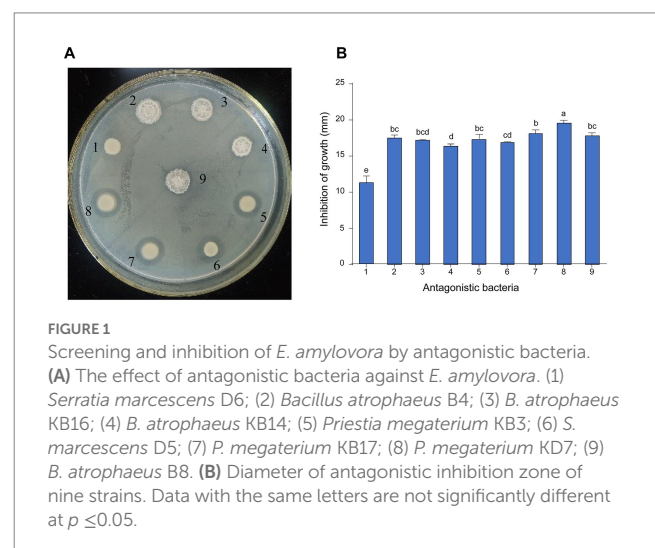 A
B
2
3
1
4
9
8
5
7
6
Inhibition of growth (mm)
25
20
15
10
5
0
e
bc
bcd
d
bc
cd
b
a
bc
1 2 3 4 5 6 7 8 9
Antagonistic bacteria
FIGURE 1
Screening and inhibition of E. amylovora by antagonistic bacteria.
(A) The effect of antagonistic bacteria against E. amylovora. (1)
Serratia marcescens D6; (2) Bacillus atrophaeus B4; (3) B. atrophaeus
KB16; (4) B. atrophaeus KB14; (5) Priestia megaterium KB3; (6) S.
marcescens D5; (7) P. megaterium KB17; (8) P. megaterium KD7; (9)
B. atrophaeus B8. (B) Diameter of antagonistic inhibition zone of
nine strains. Data with the same letters are not significantly different
at p ≤0.05.